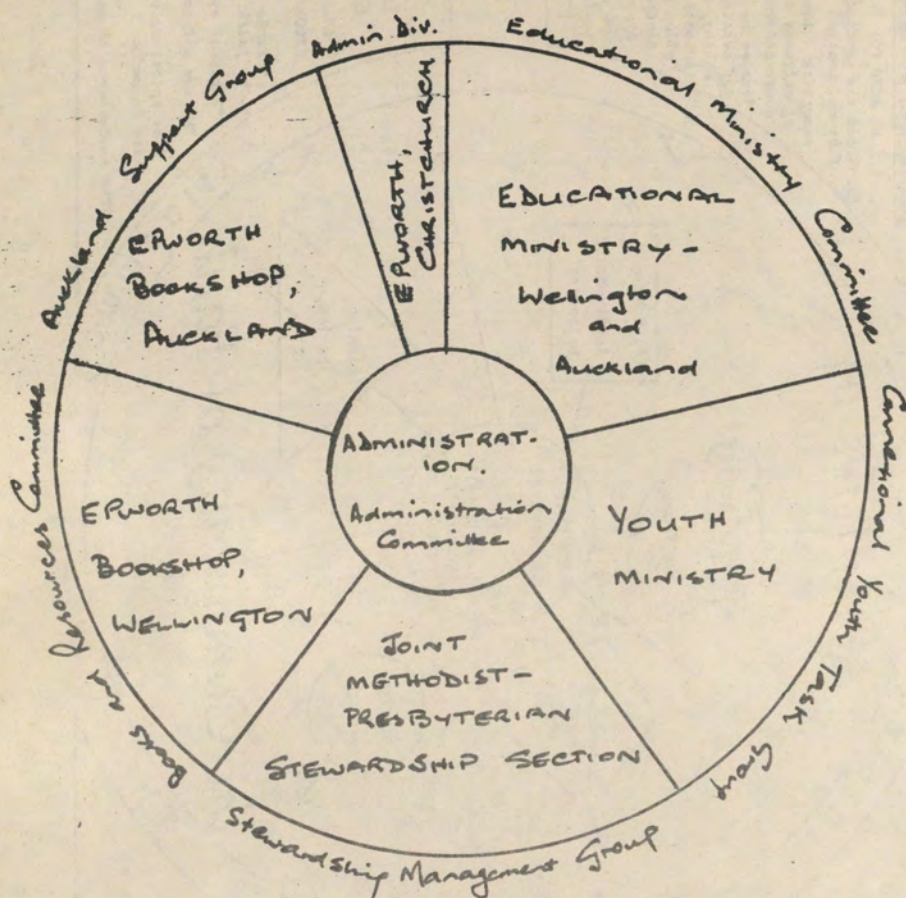 Admin Div.
EPWORTH,
CHRISTCHURCH
Educational Ministry Committee
EDUCATIONAL
MINISTRY -
Wellington
and
Auckland
Connexional Youth Task Group
YOUTH
MINISTRY
Stewardship Management Group
JOINT
METHODIST-
PRESBYTERIAN
STEWARDSHIP SECTION
Books and Resources Committee
EPWORTH
BOOKSHOP,
WELLINGTON
Auckland Support Group
EPWORTH
BOOKSHOP,
AUCKLAND
ADMINISTRAT-
ION.
Administration
Committee